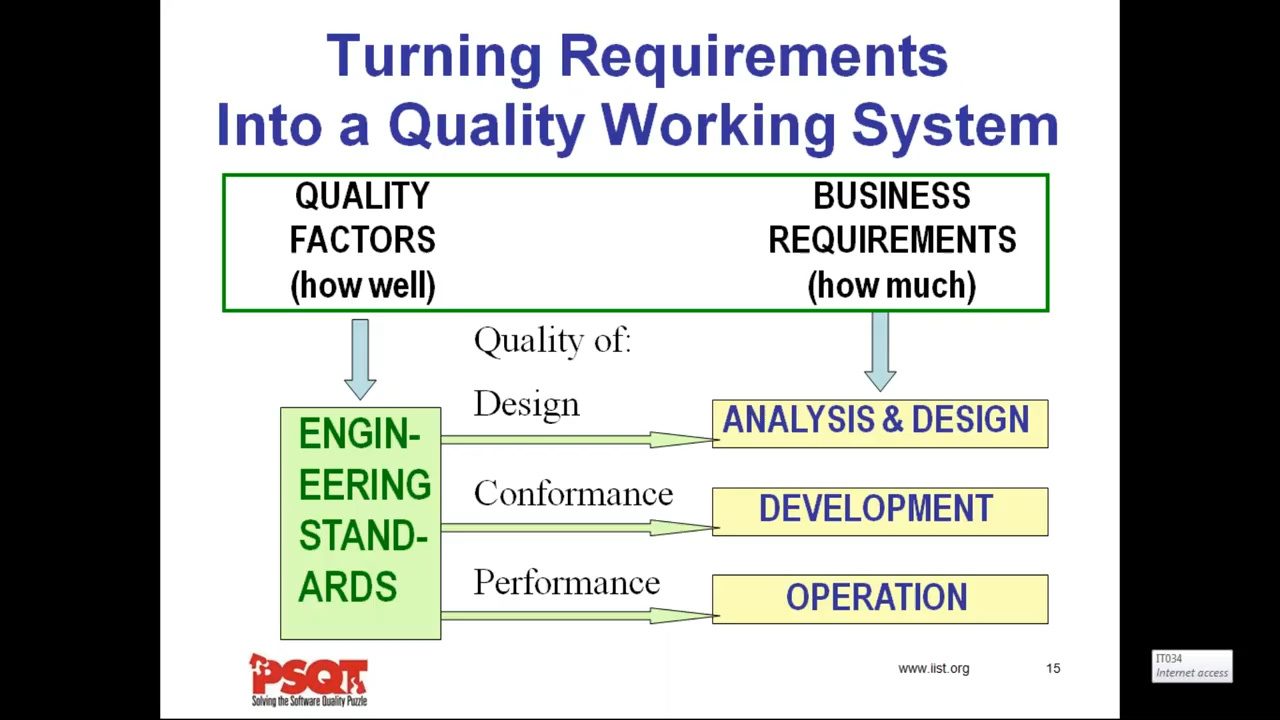 Turning Requirements
Into a Quality Working System
QUALITY
FACTORS
(how well)
BUSINESS
REQUIREMENTS
(how much)
Quality of:
Design
ENGIN-
EERING
STAND-
ARDS
ANALYSIS & DESIGN
Conformance
DEVELOPMENT
Performance
OPERATION
PSQT
Solving the Software Quality Puzzle
www.iist.org
15
IT034
Internet access